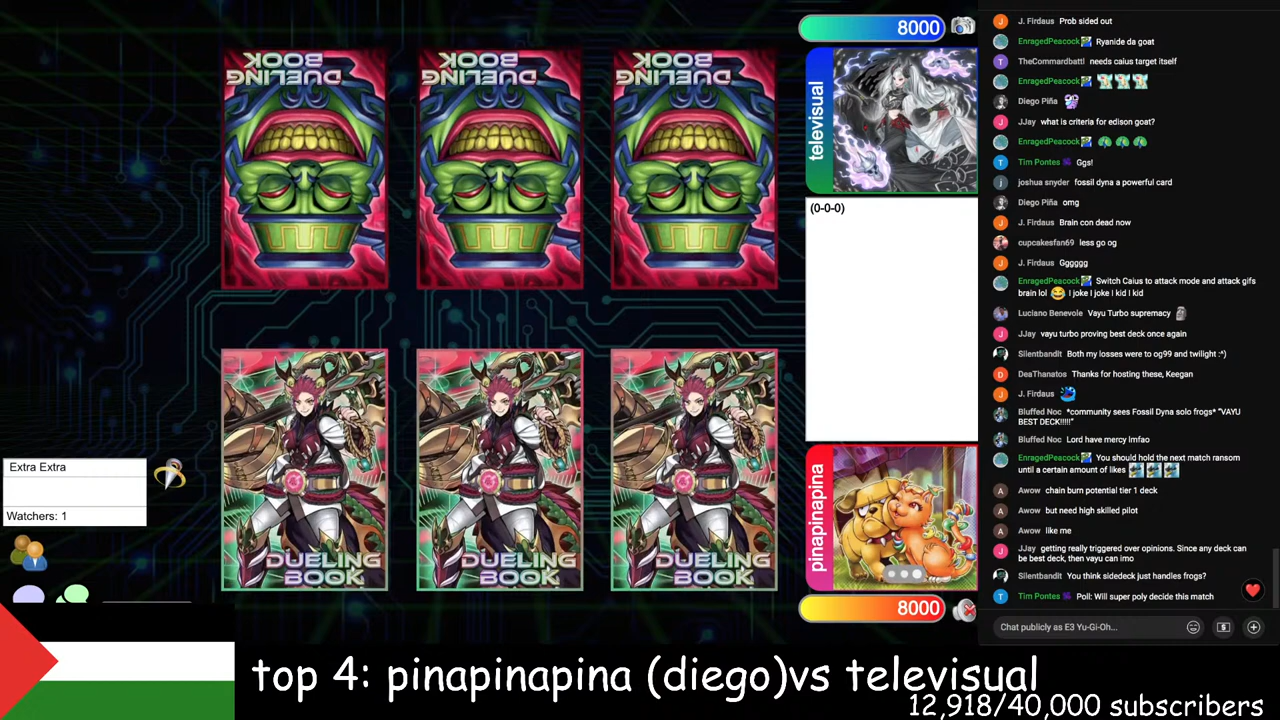 DUELING BOOK
DUELING BOOK
DUELING BOOK
8000
televisual
(0-0-0)
pinapinapina
8000
DUELING BOOK
DUELING BOOK
DUELING BOOK
Extra Extra
Watchers: 1
J. Firdaus Prob sided out
EnragedPeacock Ryanide da goat
TheCommardbattl needs caius target itself
EnragedPeacock
Diego Piña
JJay what is criteria for edison goat?
EnragedPeacock
Tim Pontes Ggs!
joshua snyder fossil dyna a powerful card
Diego Piña omg
J. Firdaus Brain con dead now
cupcakesfan69 less go og
J. Firdaus Gggggg
EnragedPeacock Switch Caius to attack mode and attack gifs
brain lol I joke I joke I kid I kid
Luciano Benevole Vayu Turbo supremacy
JJay vayu turbo proving best deck once again
Silentbandlt Both my losses were to og99 and twilight :^)
DeaThanatos Thanks for hosting these, Keegan
J. Firdaus
Bluffed Noc *community sees Fossil Dyna solo frogs* “VAYU
BEST DECK!!!!!”
Bluffed Noc Lord have mercy lmfao
EnragedPeacock You should hold the next match ransom
until a certain amount of likes
Awow chain burn potential tier 1 deck
Awow but need high skilled pilot
Awow like me
JJay getting really triggered over opinions. Since any deck can
be best deck, then vayu can imo
Silentbandlt You think sidedeck just handles frogs?
Tim Pontes Poll: Will super poly decide this match
Chat publicly as E3 Yu-Gi-Oh...
top 4: pinapinapina (diego)vs televisual
12,918/40,000 subscribers